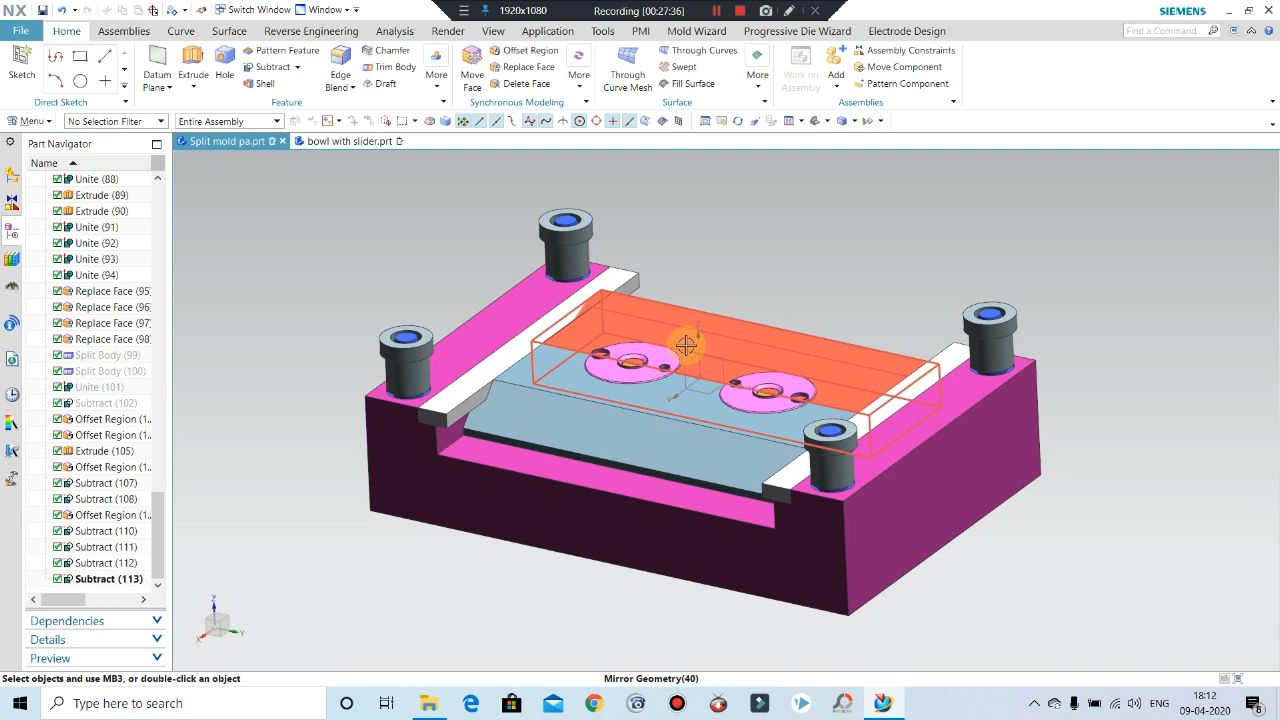 NX Switch Window Window 1920x1080 Recording [00:27:36] SIEMENS
File Home Assemblies Curve Surface Reverse Engineering Analysis Render View Application Tools PMI Mold Wizard Progressive Die Wizard Electrode Design Find a Command
Sketch
Direct Sketch
Datum Plane
Extrude
Hole
Pattern Feature
Subtract
Shell
Edge Blend
Chamfer
Trim Body
Draft
More
Feature
Move Face
Offset Region
Replace Face
Delete Face
More
Synchronous Modeling
Through Curve Mesh
Through Curves
Swept
Fill Surface
More
Surface
Work on Assembly
Add
Assembly Constraints
Move Component
Pattern Component
Assemblies
Menu No Selection Filter Entire Assembly
Part Navigator
Split mold pa.prt bowl with slider.prt
Name
Unite (88)
Extrude (89)
Extrude (90)
Unite (91)
Unite (92)
Unite (93)
Unite (94)
Replace Face (95
Replace Face (96
Replace Face (97
Replace Face (98
Split Body (99)
Split Body (100)
Unite (101)
Subtract (102)
Offset Region (1..
Offset Region (1..
Extrude (105)
Offset Region (1..
Subtract (107)
Subtract (108)
Offset Region (1..
Subtract (110)
Subtract (111)
Subtract (112)
Subtract (113)
Dependencies
Details
Preview
Z
X
Y
Select objects and use MB3, or double-click an object Mirror Geometry(40)
Type here to search
ENG
18:12
09-04-2020